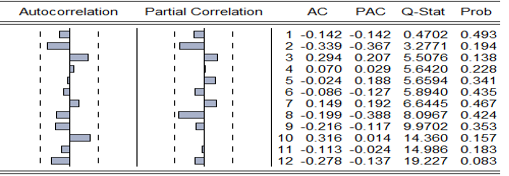 Autocorrelation Partial Correlation AC PAC Q-Stat Prob
1 -0.142 -0.142 0.4702 0.493
2 -0.339 -0.367 3.2771 0.194
3 0.294 0.207 5.5076 0.138
4 0.070 0.029 5.6420 0.228
5 -0.024 0.188 5.6594 0.341
6 -0.086 -0.127 5.8940 0.435
7 0.149 0.192 6.6445 0.467
8 -0.199 -0.388 8.0967 0.424
9 -0.216 -0.117 9.9702 0.353
10 0.316 0.014 14.360 0.157
11 -0.113 -0.024 14.986 0.183
12 -0.278 -0.137 19.227 0.083